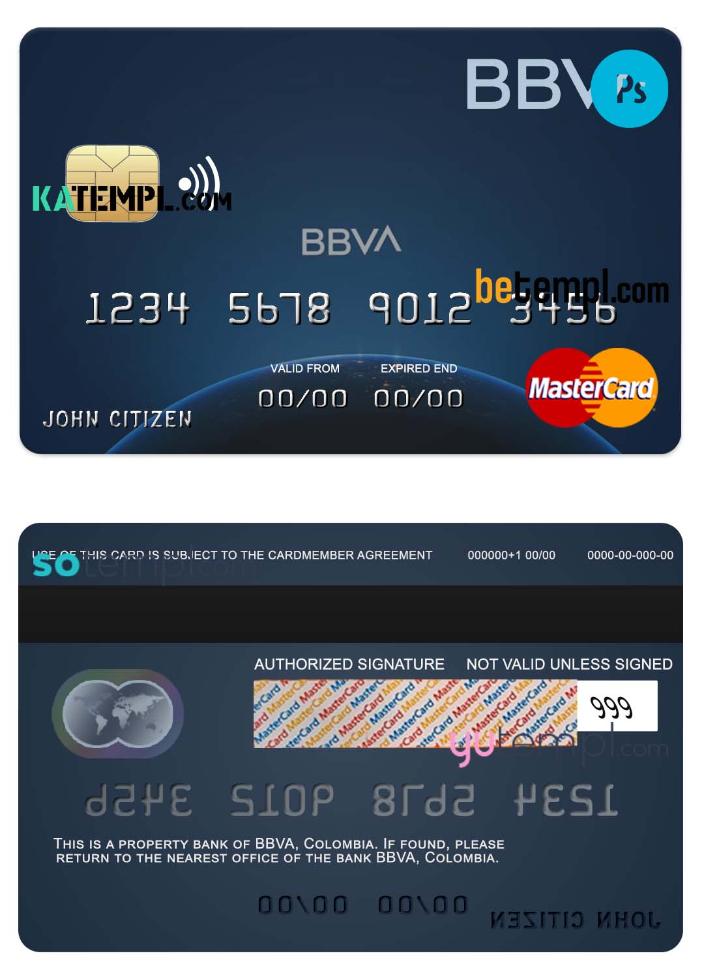 BBV
Ps
KATEMPL.COM
BBVA
betempl.com
1234 5678 9012 3456
VALID FROM EXPIRED END
00/00 00/00
MasterCard
JOHN CITIZEN
USE OF THIS CARD IS SUBJECT TO THE CARDMEMBER AGREEMENT 000000+1 00/00 0000-00-000-00
sotempl.com
AUTHORIZED SIGNATURE NOT VALID UNLESS SIGNED
MasterCard MasterCard MasterCard
999
yutempl.com
1234 5678 9012 3456
THIS IS A PROPERTY BANK OF BBVA, COLOMBIA. IF FOUND, PLEASE
RETURN TO THE NEAREST OFFICE OF THE BANK BBVA, COLOMBIA.
00/00 00/00
JOHN CITIZEN